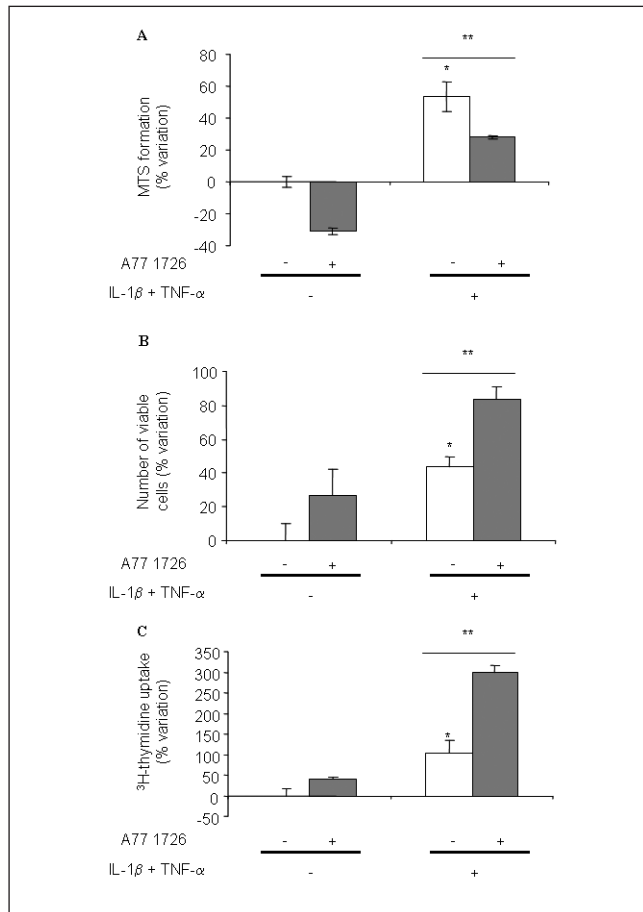 A
**
80
*
60
40
20
0
-20
-40
MTS formation
(% variation)
A77 1726 - + - +
IL-1β + TNF-α - +
B
**
100
80
60
40
20
0
*
Number of viable
cells (% variation)
A77 1726 - + - +
IL-1β + TNF-α - +
C
**
350
300
250
200
150
100
50
0
-50
*
³H-thymidine uptake
(% variation)
A77 1726 - + - +
IL-1β + TNF-α - +